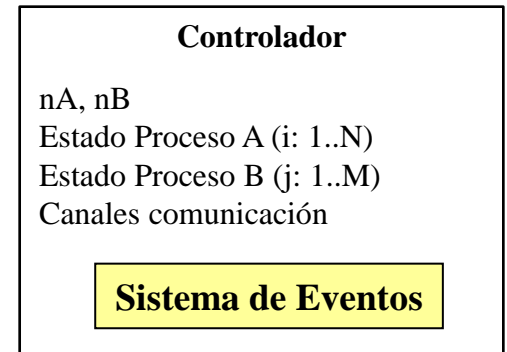 Controlador
nA, nB
Estado Proceso A (i: 1..N)
Estado Proceso B (j: 1..M)
Canales comunicación
Sistema de Eventos